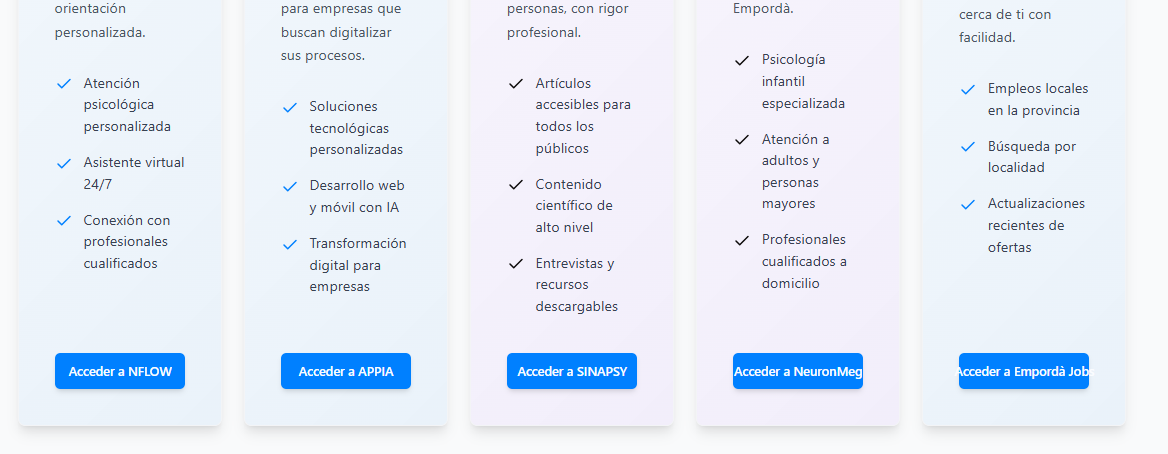 orientación
personalizada.
Atención
psicológica
personalizada
Asistente virtual
24/7
Conexión con
profesionales
cualificados
Acceder a NFLOW
para empresas que
buscan digitalizar
sus procesos.
Soluciones
tecnológicas
personalizadas
Desarrollo web
y móvil con IA
Transformación
digital para
empresas
Acceder a APPIA
personas, con rigor
profesional.
Artículos
accesibles para
todos los
públicos
Contenido
científico de
alto nivel
Entrevistas y
recursos
descargables
Acceder a SINAPSY
Empordà.
Psicología
infantil
especializada
Atención a
adultos y
personas
mayores
Profesionales
cualificados a
domicilio
Acceder a NeuronMeg
cerca de ti con
facilidad.
Empleos locales
en la provincia
Búsqueda por
localidad
Actualizaciones
recientes de
ofertas
Acceder a Empordà Job